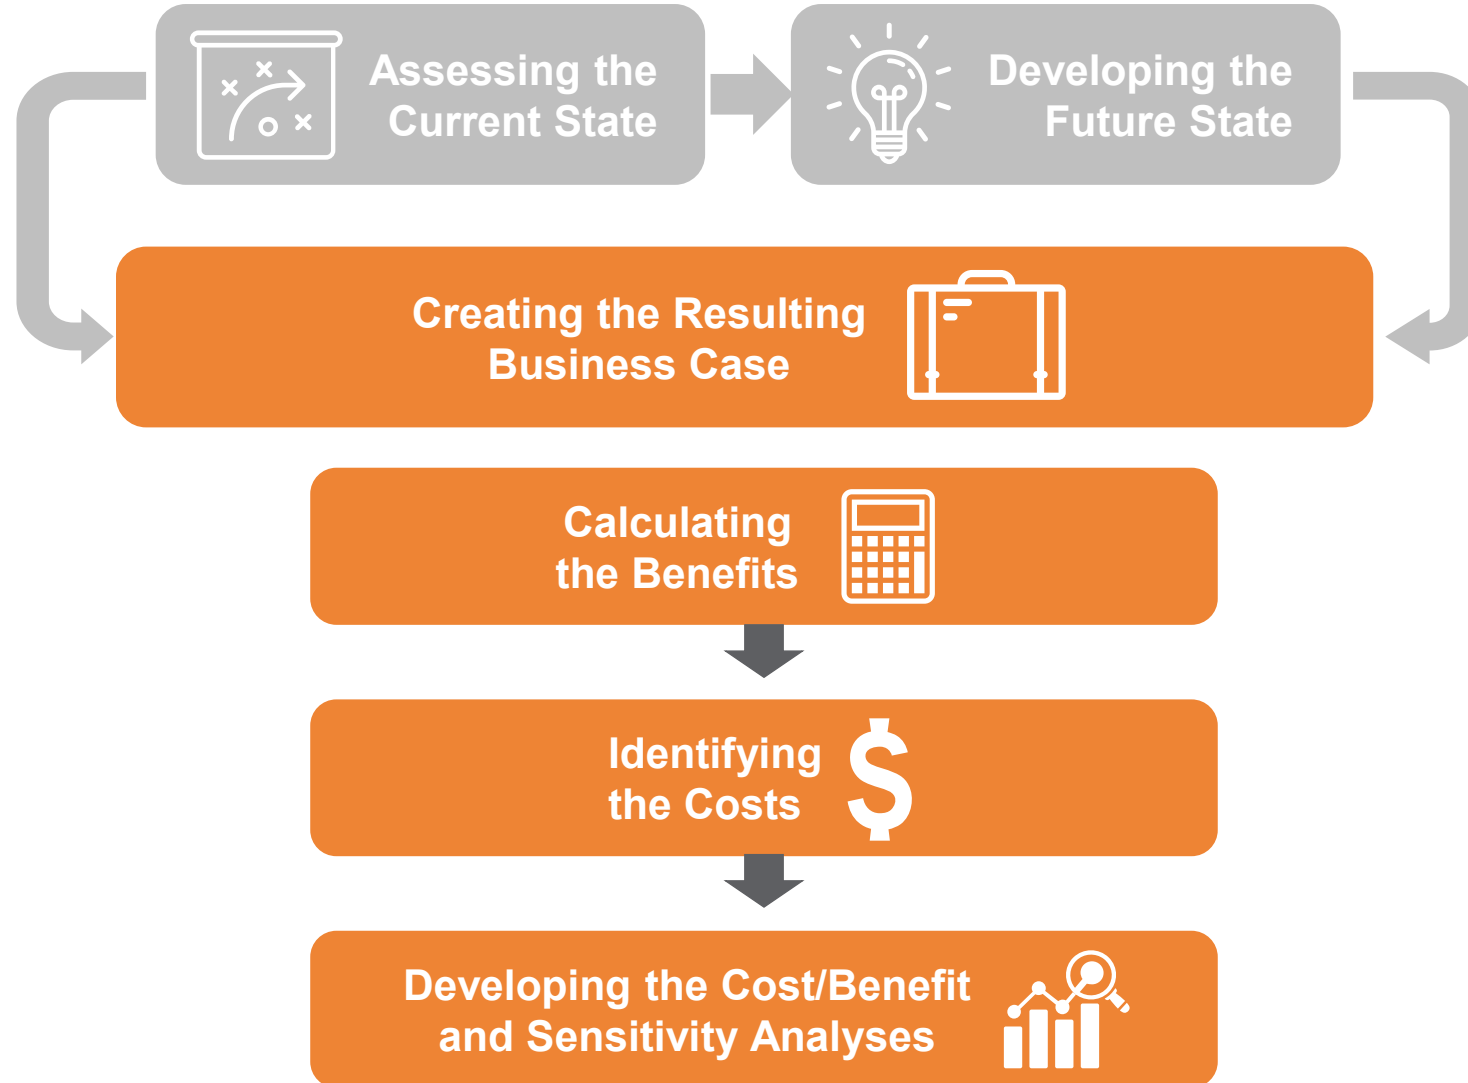 Assessing the
Current State
Developing the
Future State
Creating the Resulting
Business Case
Calculating
the Benefits
Identifying
the Costs
$
Developing the Cost/Benefit
and Sensitivity Analyses